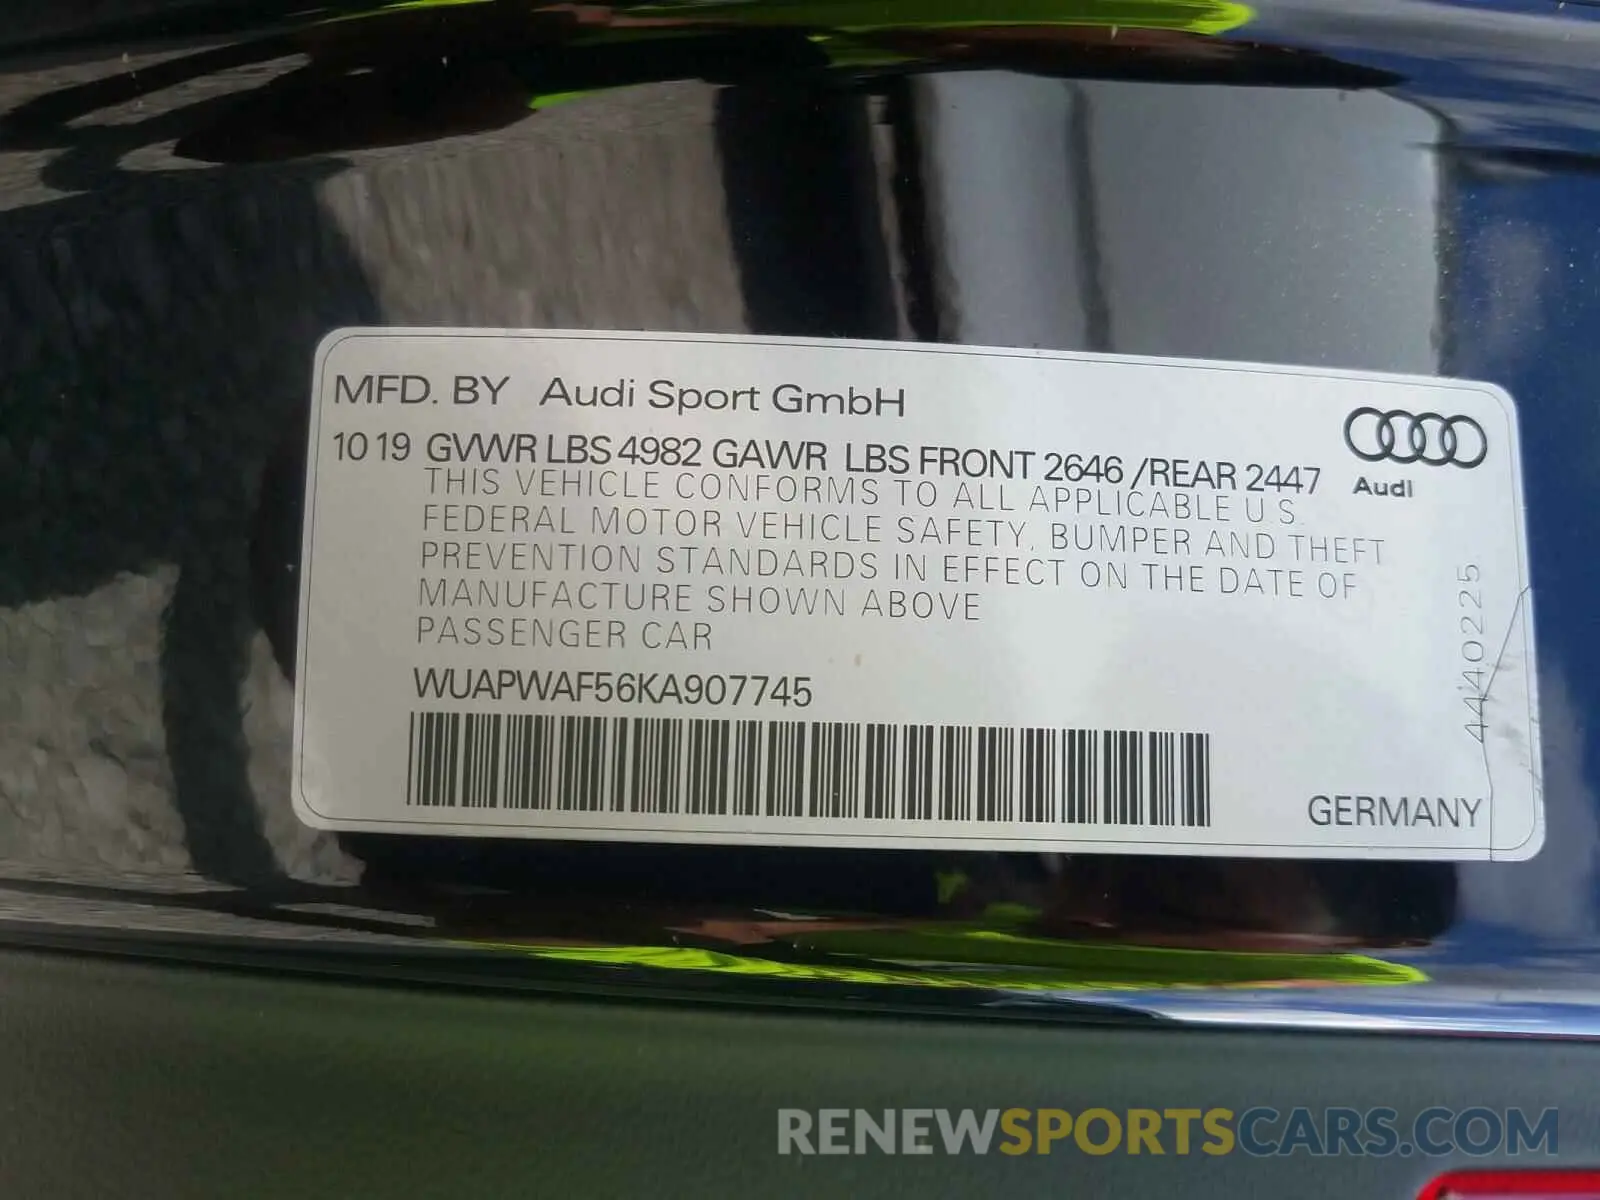 MFD. BY Audi Sport GmbH
10 19 GVWR LBS 4982 GAWR LBS FRONT 2646 /REAR 2447
Audi
THIS VEHICLE CONFORMS TO ALL APPLICABLE U.S.
FEDERAL MOTOR VEHICLE SAFETY, BUMPER AND THEFT
PREVENTION STANDARDS IN EFFECT ON THE DATE OF
MANUFACTURE SHOWN ABOVE
PASSENGER CAR
WUAPWAF56KA907745
4440225
GERMANY
RENEWSPORTSCARS.COM